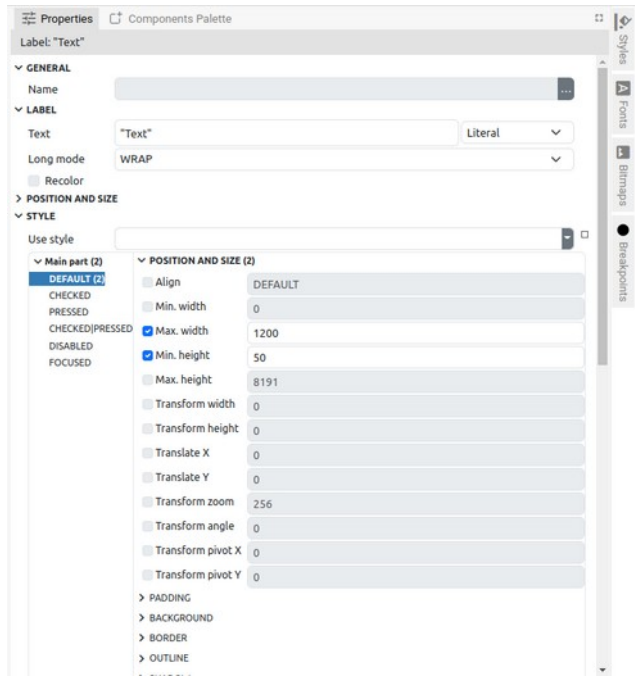 Properties Components Palette
Label: "Text"
GENERAL
Name ...
LABEL
Text "Text" Literal
Long mode WRAP
Recolor
POSITION AND SIZE
STYLE
Use style
Main part (2)
DEFAULT (2)
CHECKED
PRESSED
CHECKED|PRESSED
DISABLED
FOCUSED
POSITION AND SIZE (2)
Align DEFAULT
Min. width 0
Max. width 1200
Min. height 50
Max. height 8191
Transform width 0
Transform height 0
Translate X 0
Translate Y 0
Transform zoom 256
Transform angle 0
Transform pivot X 0
Transform pivot Y 0
PADDING
BACKGROUND
BORDER
OUTLINE
Styles
A Fonts
Bitmaps
Breakpoints